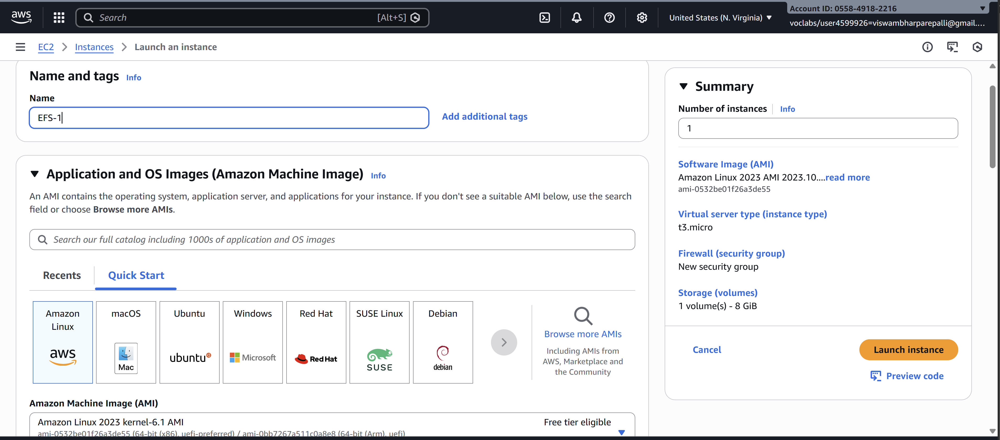 aws
Search [Alt+S]
United States (N. Virginia)
Account ID: 0558-4918-2216
voclabs/user4599926=viswambharparepalli@gmail....
EC2 Instances Launch an instance
Name and tags Info
Name
EFS-1
Add additional tags
Application and OS Images (Amazon Machine Image) Info
An AMI contains the operating system, application server, and applications for your instance. If you don't see a suitable AMI below, use the search
field or choose Browse more AMIs.
Search our full catalog including 1000s of application and OS images
Recents Quick Start
Amazon
Linux
aws
macOS
Mac
Ubuntu
ubuntu
Windows
Microsoft
Red Hat
Red Hat
SUSE Linux
SUSE
Debian
debian
Browse more AMIs
Including AMIs from
AWS, Marketplace and
the Community
Amazon Machine Image (AMI)
Amazon Linux 2023 kernel-6.1 AMI Free tier eligible
ami-0532be01f26a3de55 (64-bit (x86), uefi-preferred) / ami-0bb7267a511c0a8e8 (64-bit (Arm), uefi)
Summary
Number of instances Info
1
Software Image (AMI)
Amazon Linux 2023 AMI 2023.10....read more
ami-0532be01f26a3de55
Virtual server type (instance type)
t3.micro
Firewall (security group)
New security group
Storage (volumes)
1 volume(s) - 8 GiB
Cancel
Launch instance
Preview code